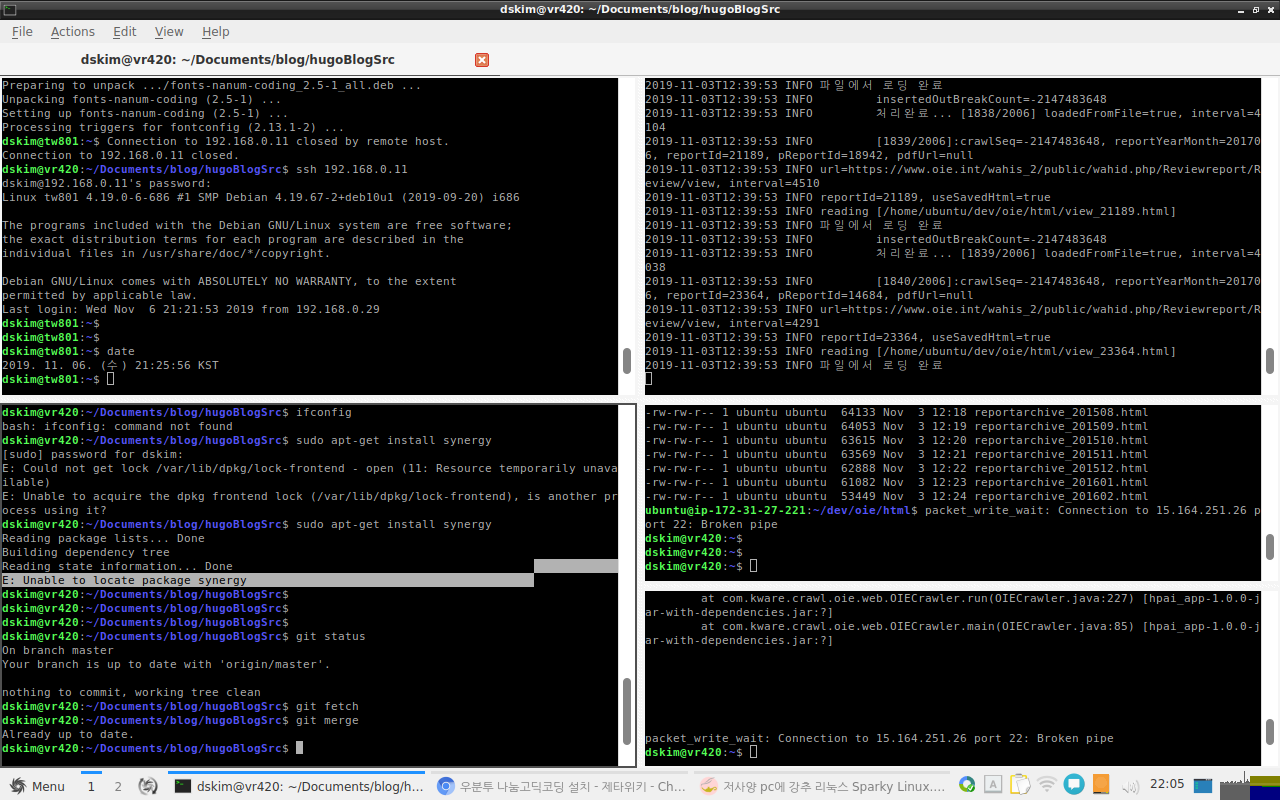 dskim@vr420: ~/Documents/blog/hugoBlogSrc
File Actions Edit View Help
dskim@vr420: ~/Documents/blog/hugoBlogSrc
Preparing to unpack .../fonts-nanum-coding_2.5-1_all.deb ...
Unpacking fonts-nanum-coding (2.5-1) ...
Setting up fonts-nanum-coding (2.5-1) ...
Processing triggers for fontconfig (2.13.1-2) ...
dskim@tw801:~$ Connection to 192.168.0.11 closed by remote host.
Connection to 192.168.0.11 closed.
dskim@vr420:~/Documents/blog/hugoBlogSrc$ ssh 192.168.0.11
dskim@192.168.0.11's password:
Linux tw801 4.19.0-6-686 #1 SMP Debian 4.19.67-2+deb10u1 (2019-09-20) i686
The programs included with the Debian GNU/Linux system are free software;
the exact distribution terms for each program are described in the
individual files in /usr/share/doc/*/copyright.
Debian GNU/Linux comes with ABSOLUTELY NO WARRANTY, to the extent
permitted by applicable law.
Last login: Wed Nov  6 21:21:53 2019 from 192.168.0.29
dskim@tw801:~$
dskim@tw801:~$
dskim@tw801:~$ date
2019. 11. 06. (수) 21:25:56 KST
dskim@tw801:~$
2019-11-03T12:39:53 INFO 파일에서 로딩 완료
2019-11-03T12:39:53 INFO         insertedOutBreakCount=-2147483648
2019-11-03T12:39:53 INFO         처리완료... [1838/2006] loadedFromFile=true, interval=4
104
2019-11-03T12:39:53 INFO         [1839/2006]:crawlSeq=-2147483648, reportYearMonth=20170
6, reportId=21189, pReportId=18942, pdfUrl=null
2019-11-03T12:39:53 INFO url=https://www.oie.int/wahis_2/public/wahid.php/Reviewreport/R
eview/view, interval=4510
2019-11-03T12:39:53 INFO reportId=21189, useSavedHtml=true
2019-11-03T12:39:53 INFO reading [/home/ubuntu/dev/oie/html/view_21189.html]
2019-11-03T12:39:53 INFO 파일에서 로딩 완료
2019-11-03T12:39:53 INFO         insertedOutBreakCount=-2147483648
2019-11-03T12:39:53 INFO         처리완료... [1839/2006] loadedFromFile=true, interval=4
038
2019-11-03T12:39:53 INFO         [1840/2006]:crawlSeq=-2147483648, reportYearMonth=20170
6, reportId=23364, pReportId=14684, pdfUrl=null
2019-11-03T12:39:53 INFO url=https://www.oie.int/wahis_2/public/wahid.php/Reviewreport/R
eview/view, interval=4291
2019-11-03T12:39:53 INFO reportId=23364, useSavedHtml=true
2019-11-03T12:39:53 INFO reading [/home/ubuntu/dev/oie/html/view_23364.html]
2019-11-03T12:39:53 INFO 파일에서 로딩 완료
dskim@vr420:~/Documents/blog/hugoBlogSrc$ ifconfig
bash: ifconfig: command not found
dskim@vr420:~/Documents/blog/hugoBlogSrc$ sudo apt-get install synergy
[sudo] password for dskim:
E: Could not get lock /var/lib/dpkg/lock-frontend - open (11: Resource temporarily unava
ilable)
E: Unable to acquire the dpkg frontend lock (/var/lib/dpkg/lock-frontend), is another pr
ocess using it?
dskim@vr420:~/Documents/blog/hugoBlogSrc$ sudo apt-get install synergy
Reading package lists... Done
Building dependency tree
Reading state information... Done
E: Unable to locate package synergy
dskim@vr420:~/Documents/blog/hugoBlogSrc$
dskim@vr420:~/Documents/blog/hugoBlogSrc$
dskim@vr420:~/Documents/blog/hugoBlogSrc$
dskim@vr420:~/Documents/blog/hugoBlogSrc$ git status
On branch master
Your branch is up to date with 'origin/master'.
nothing to commit, working tree clean
dskim@vr420:~/Documents/blog/hugoBlogSrc$ git fetch
dskim@vr420:~/Documents/blog/hugoBlogSrc$ git merge
Already up to date.
dskim@vr420:~/Documents/blog/hugoBlogSrc$
-rw-rw-r-- 1 ubuntu ubuntu  64133 Nov  3 12:18 reportarchive_201508.html
-rw-rw-r-- 1 ubuntu ubuntu  64053 Nov  3 12:19 reportarchive_201509.html
-rw-rw-r-- 1 ubuntu ubuntu  63615 Nov  3 12:20 reportarchive_201510.html
-rw-rw-r-- 1 ubuntu ubuntu  63569 Nov  3 12:21 reportarchive_201511.html
-rw-rw-r-- 1 ubuntu ubuntu  62888 Nov  3 12:22 reportarchive_201512.html
-rw-rw-r-- 1 ubuntu ubuntu  61082 Nov  3 12:23 reportarchive_201601.html
-rw-rw-r-- 1 ubuntu ubuntu  53449 Nov  3 12:24 reportarchive_201602.html
ubuntu@ip-172-31-27-221:~/dev/oie/html$ packet_write_wait: Connection to 15.164.251.26 p
ort 22: Broken pipe
dskim@vr420:~$
dskim@vr420:~$
dskim@vr420:~$
at com.kware.crawl.oie.web.OIECrawler.run(OIECrawler.java:227) [hpai_app-1.0.0-j
ar-with-dependencies.jar:?]
at com.kware.crawl.oie.web.OIECrawler.main(OIECrawler.java:85) [hpai_app-1.0.0-j
ar-with-dependencies.jar:?]
packet_write_wait: Connection to 15.164.251.26 port 22: Broken pipe
dskim@vr420:~$
Menu 1 2 dskim@vr420: ~/Documents/blog/h... 우분투 나눔고딕코딩 설치 - 제타위키 - Ch... 저사양 pc에 강추 리눅스 Sparky Linux.... A 22:05